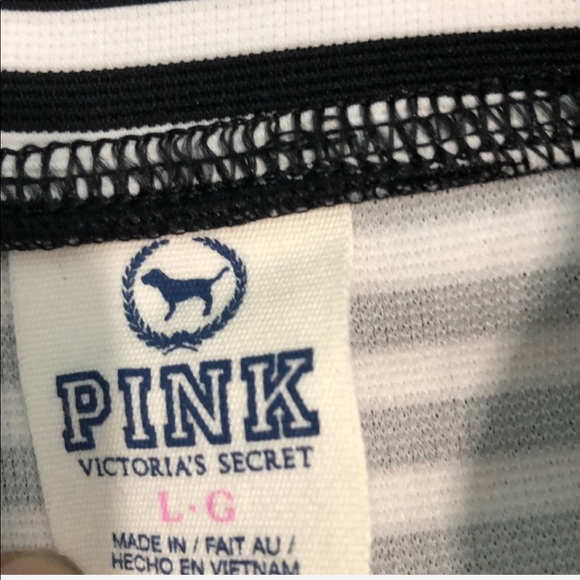 PINK
VICTORIA'S SECRET
L·G
MADE IN / FAIT AU /
HECHO EN VIETNAM